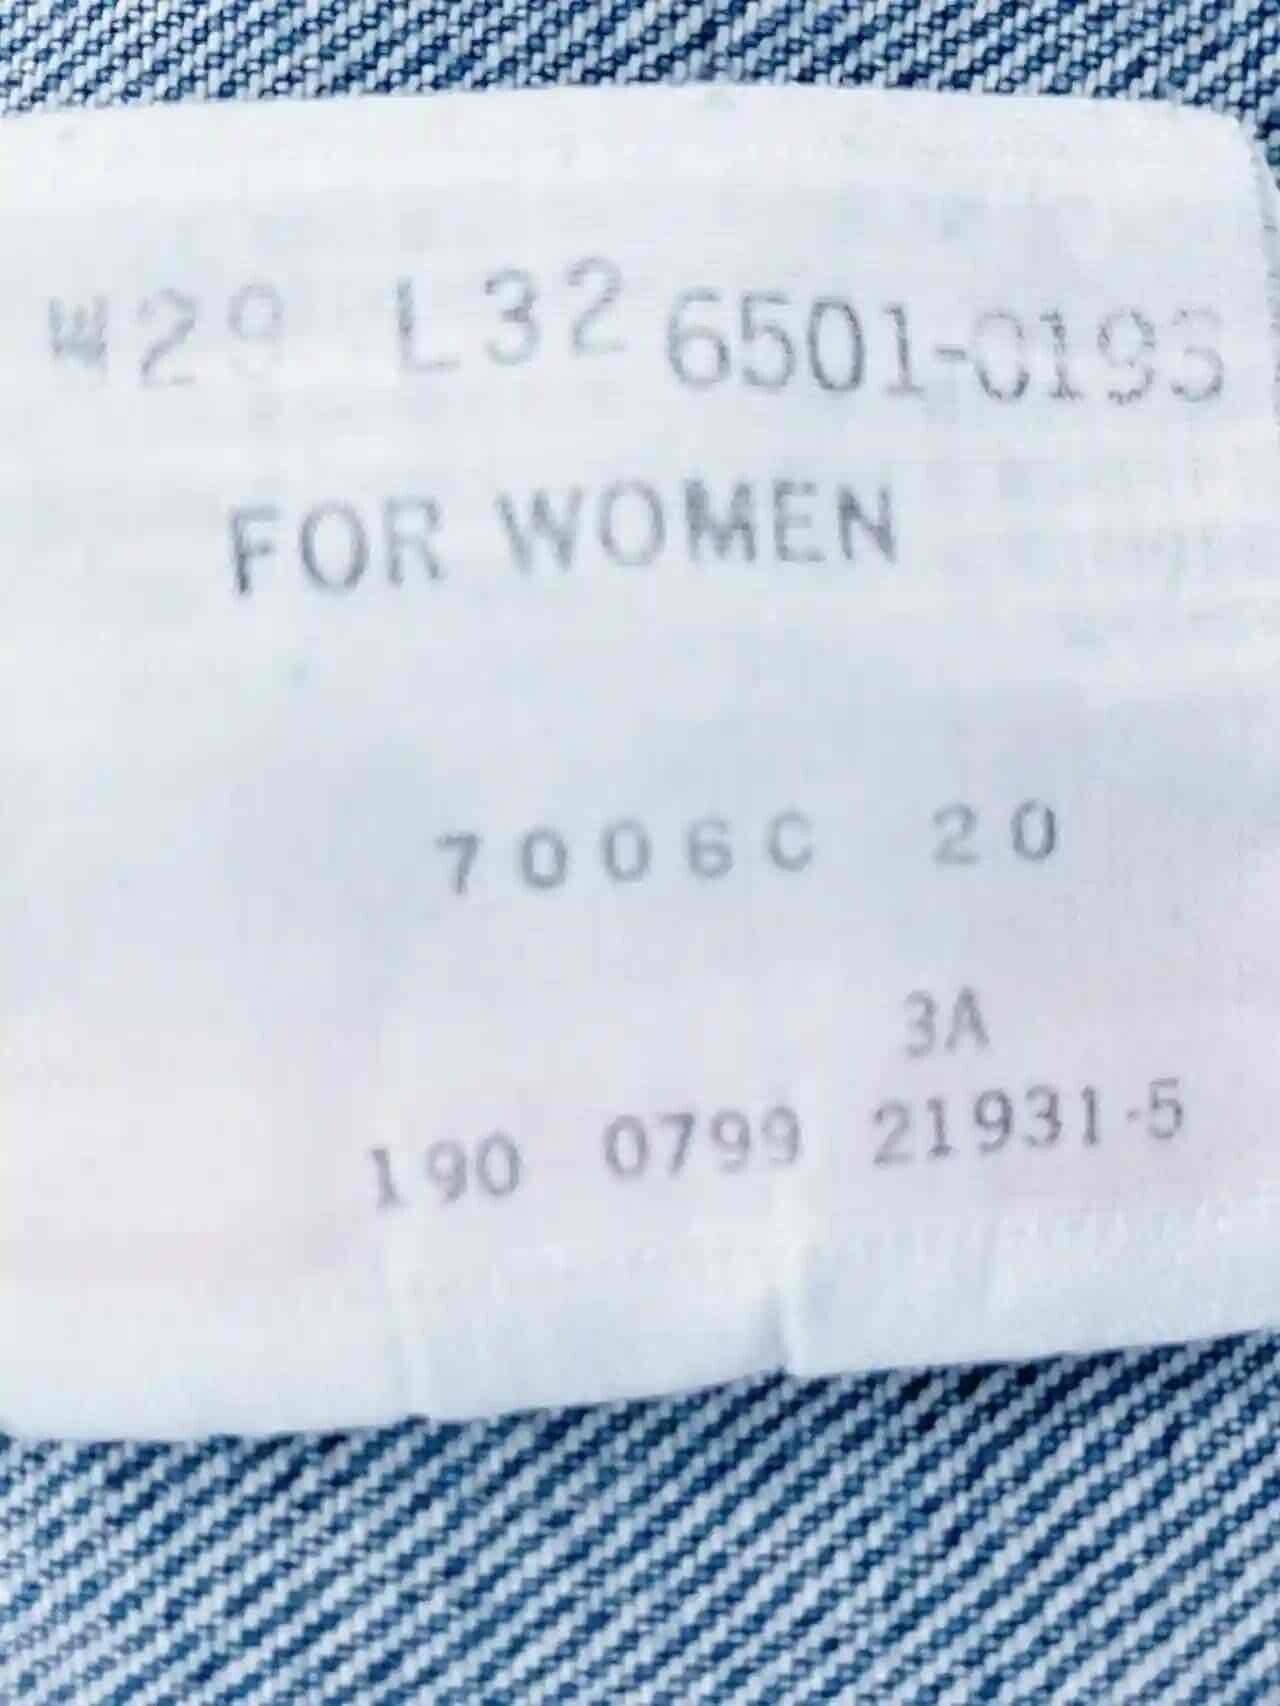 W29 L32 6501-0193
FOR WOMEN
7006C 20
3A
190 0799 21931-5